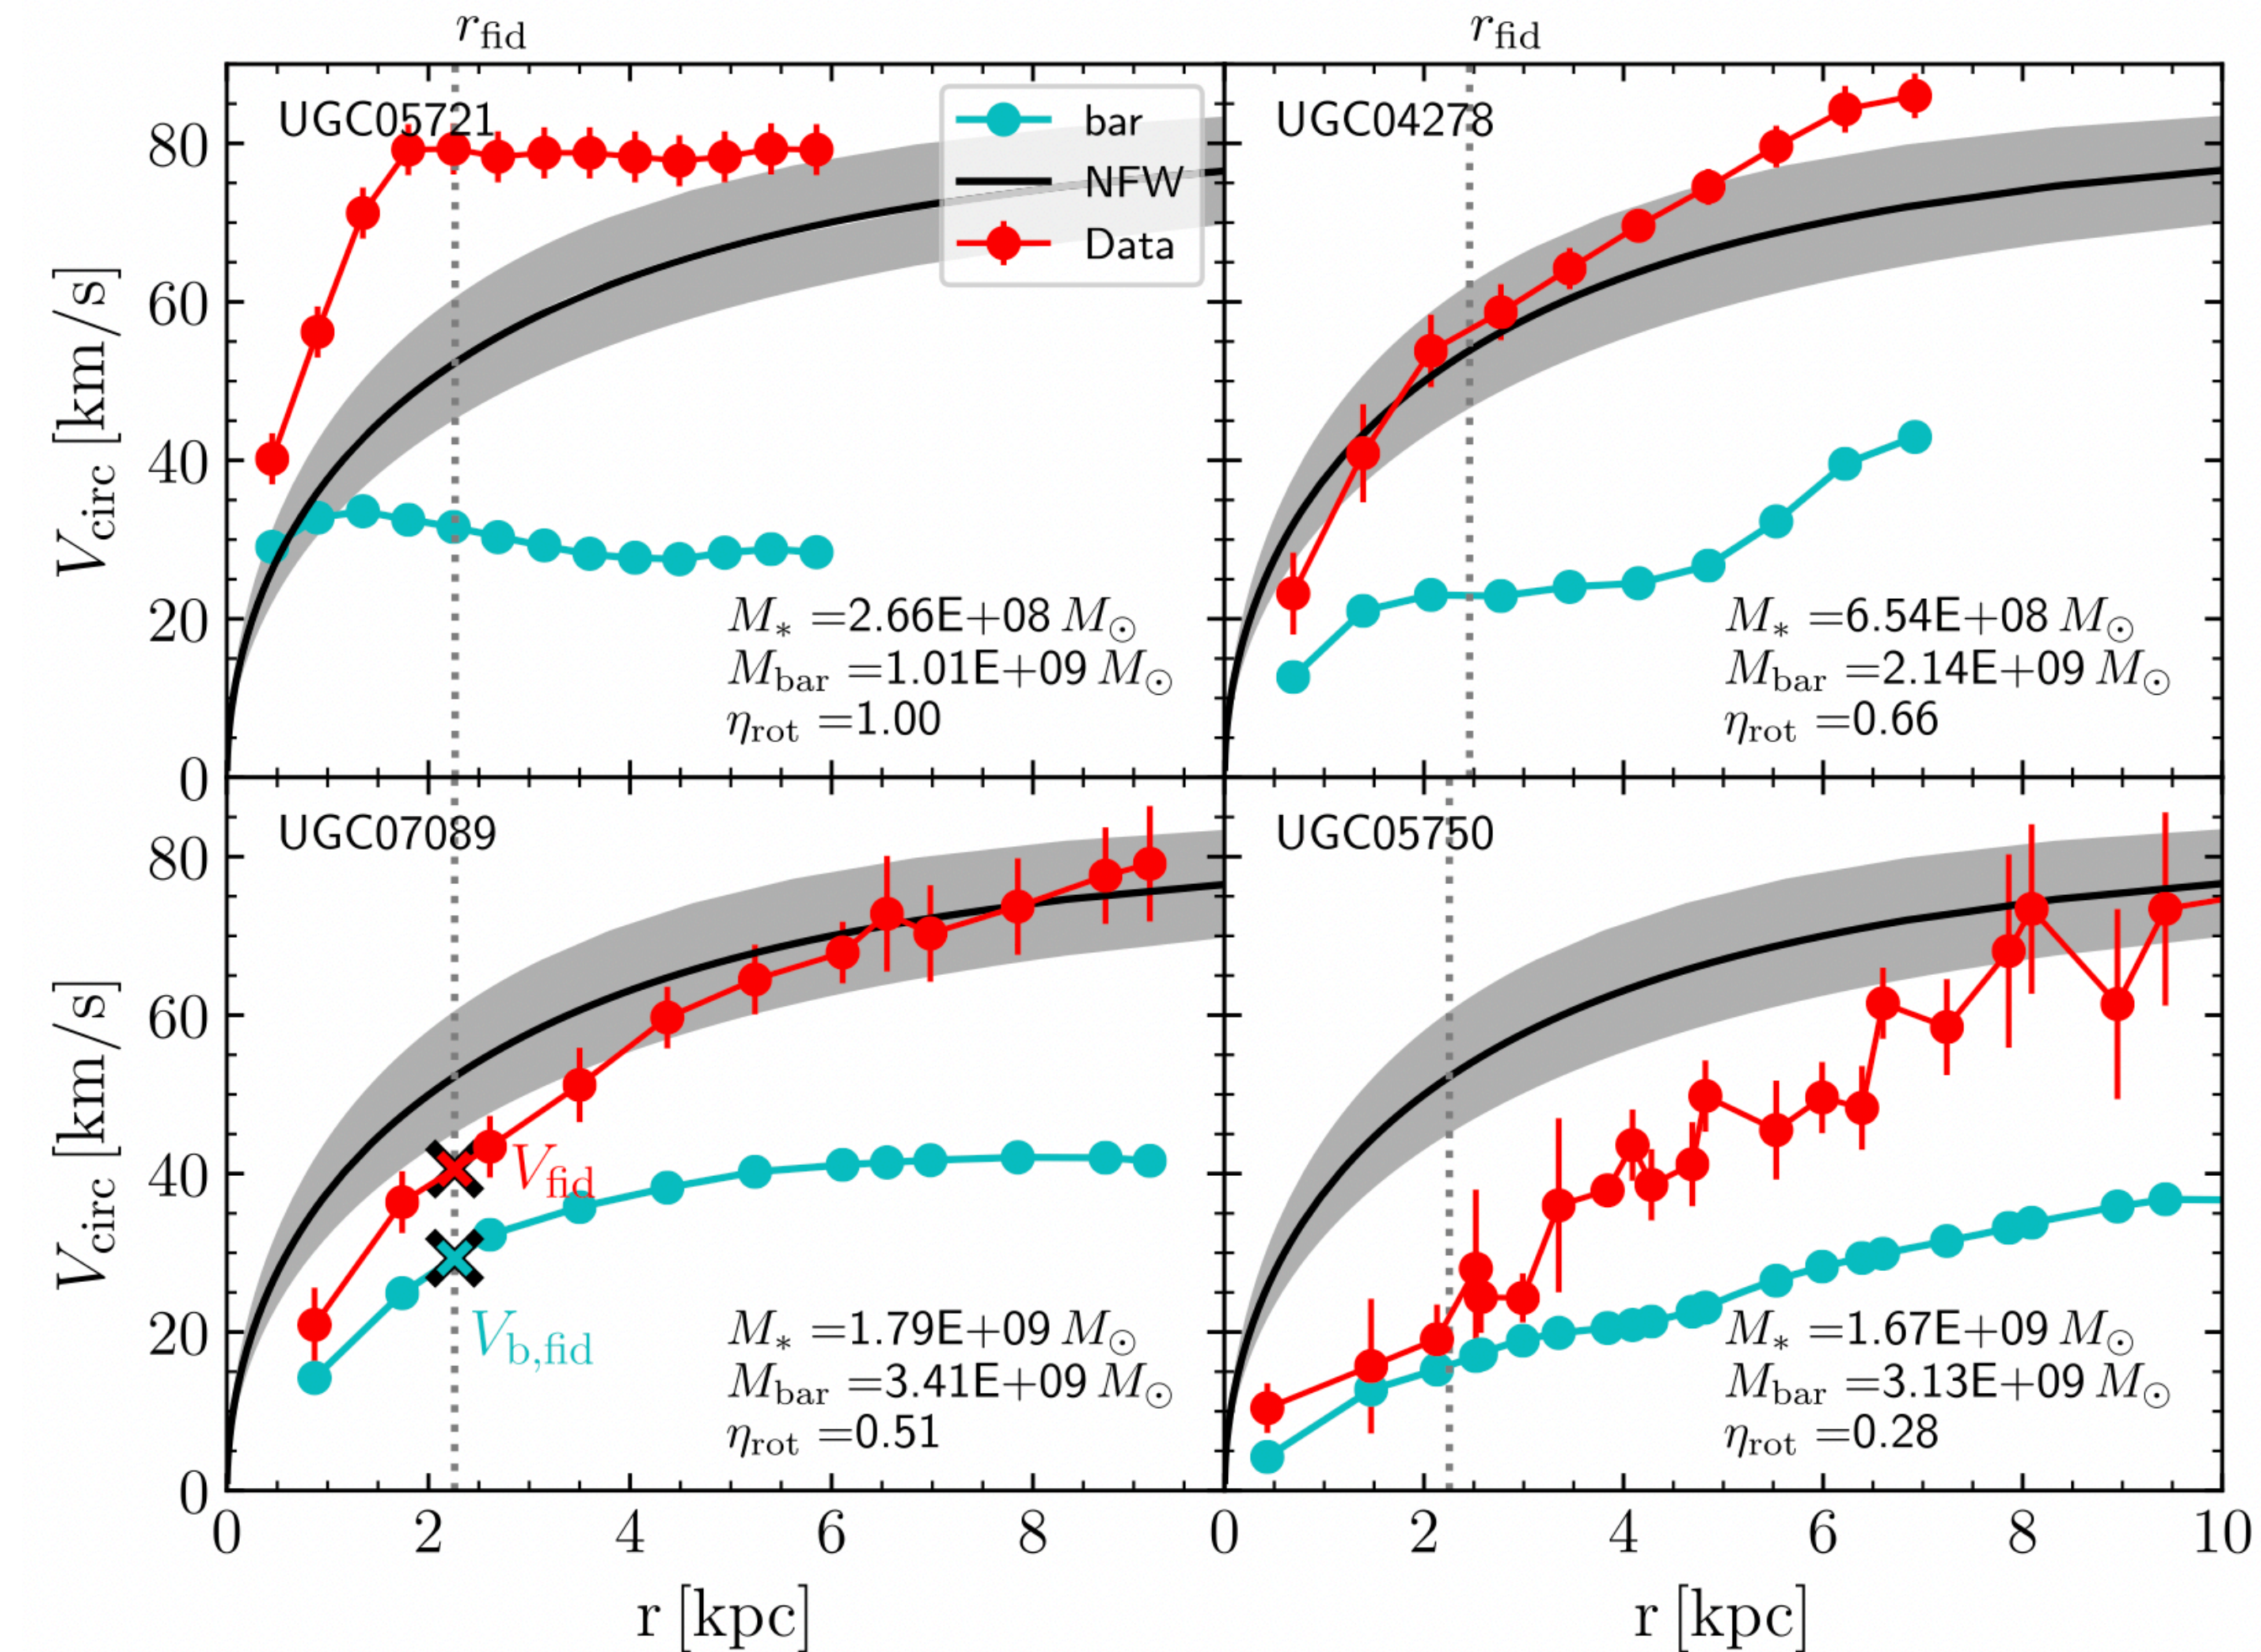 r_fid
r_fid
UGC05721
bar
NFW
Data
80
60
40
20
0
V_circ [km/s]
M_* =2.66E+08 M_⊙
M_bar =1.01E+09 M_⊙
η_rot =1.00
UGC04278
M_* =6.54E+08 M_⊙
M_bar =2.14E+09 M_⊙
η_rot =0.66
UGC07089
80
60
40
20
0
V_circ [km/s]
V_fid
V_b,fid
M_* =1.79E+09 M_⊙
M_bar =3.41E+09 M_⊙
η_rot =0.51
UGC05750
M_* =1.67E+09 M_⊙
M_bar =3.13E+09 M_⊙
η_rot =0.28
0 2 4 6 8
0 2 4 6 8 10
r [kpc]
r [kpc]